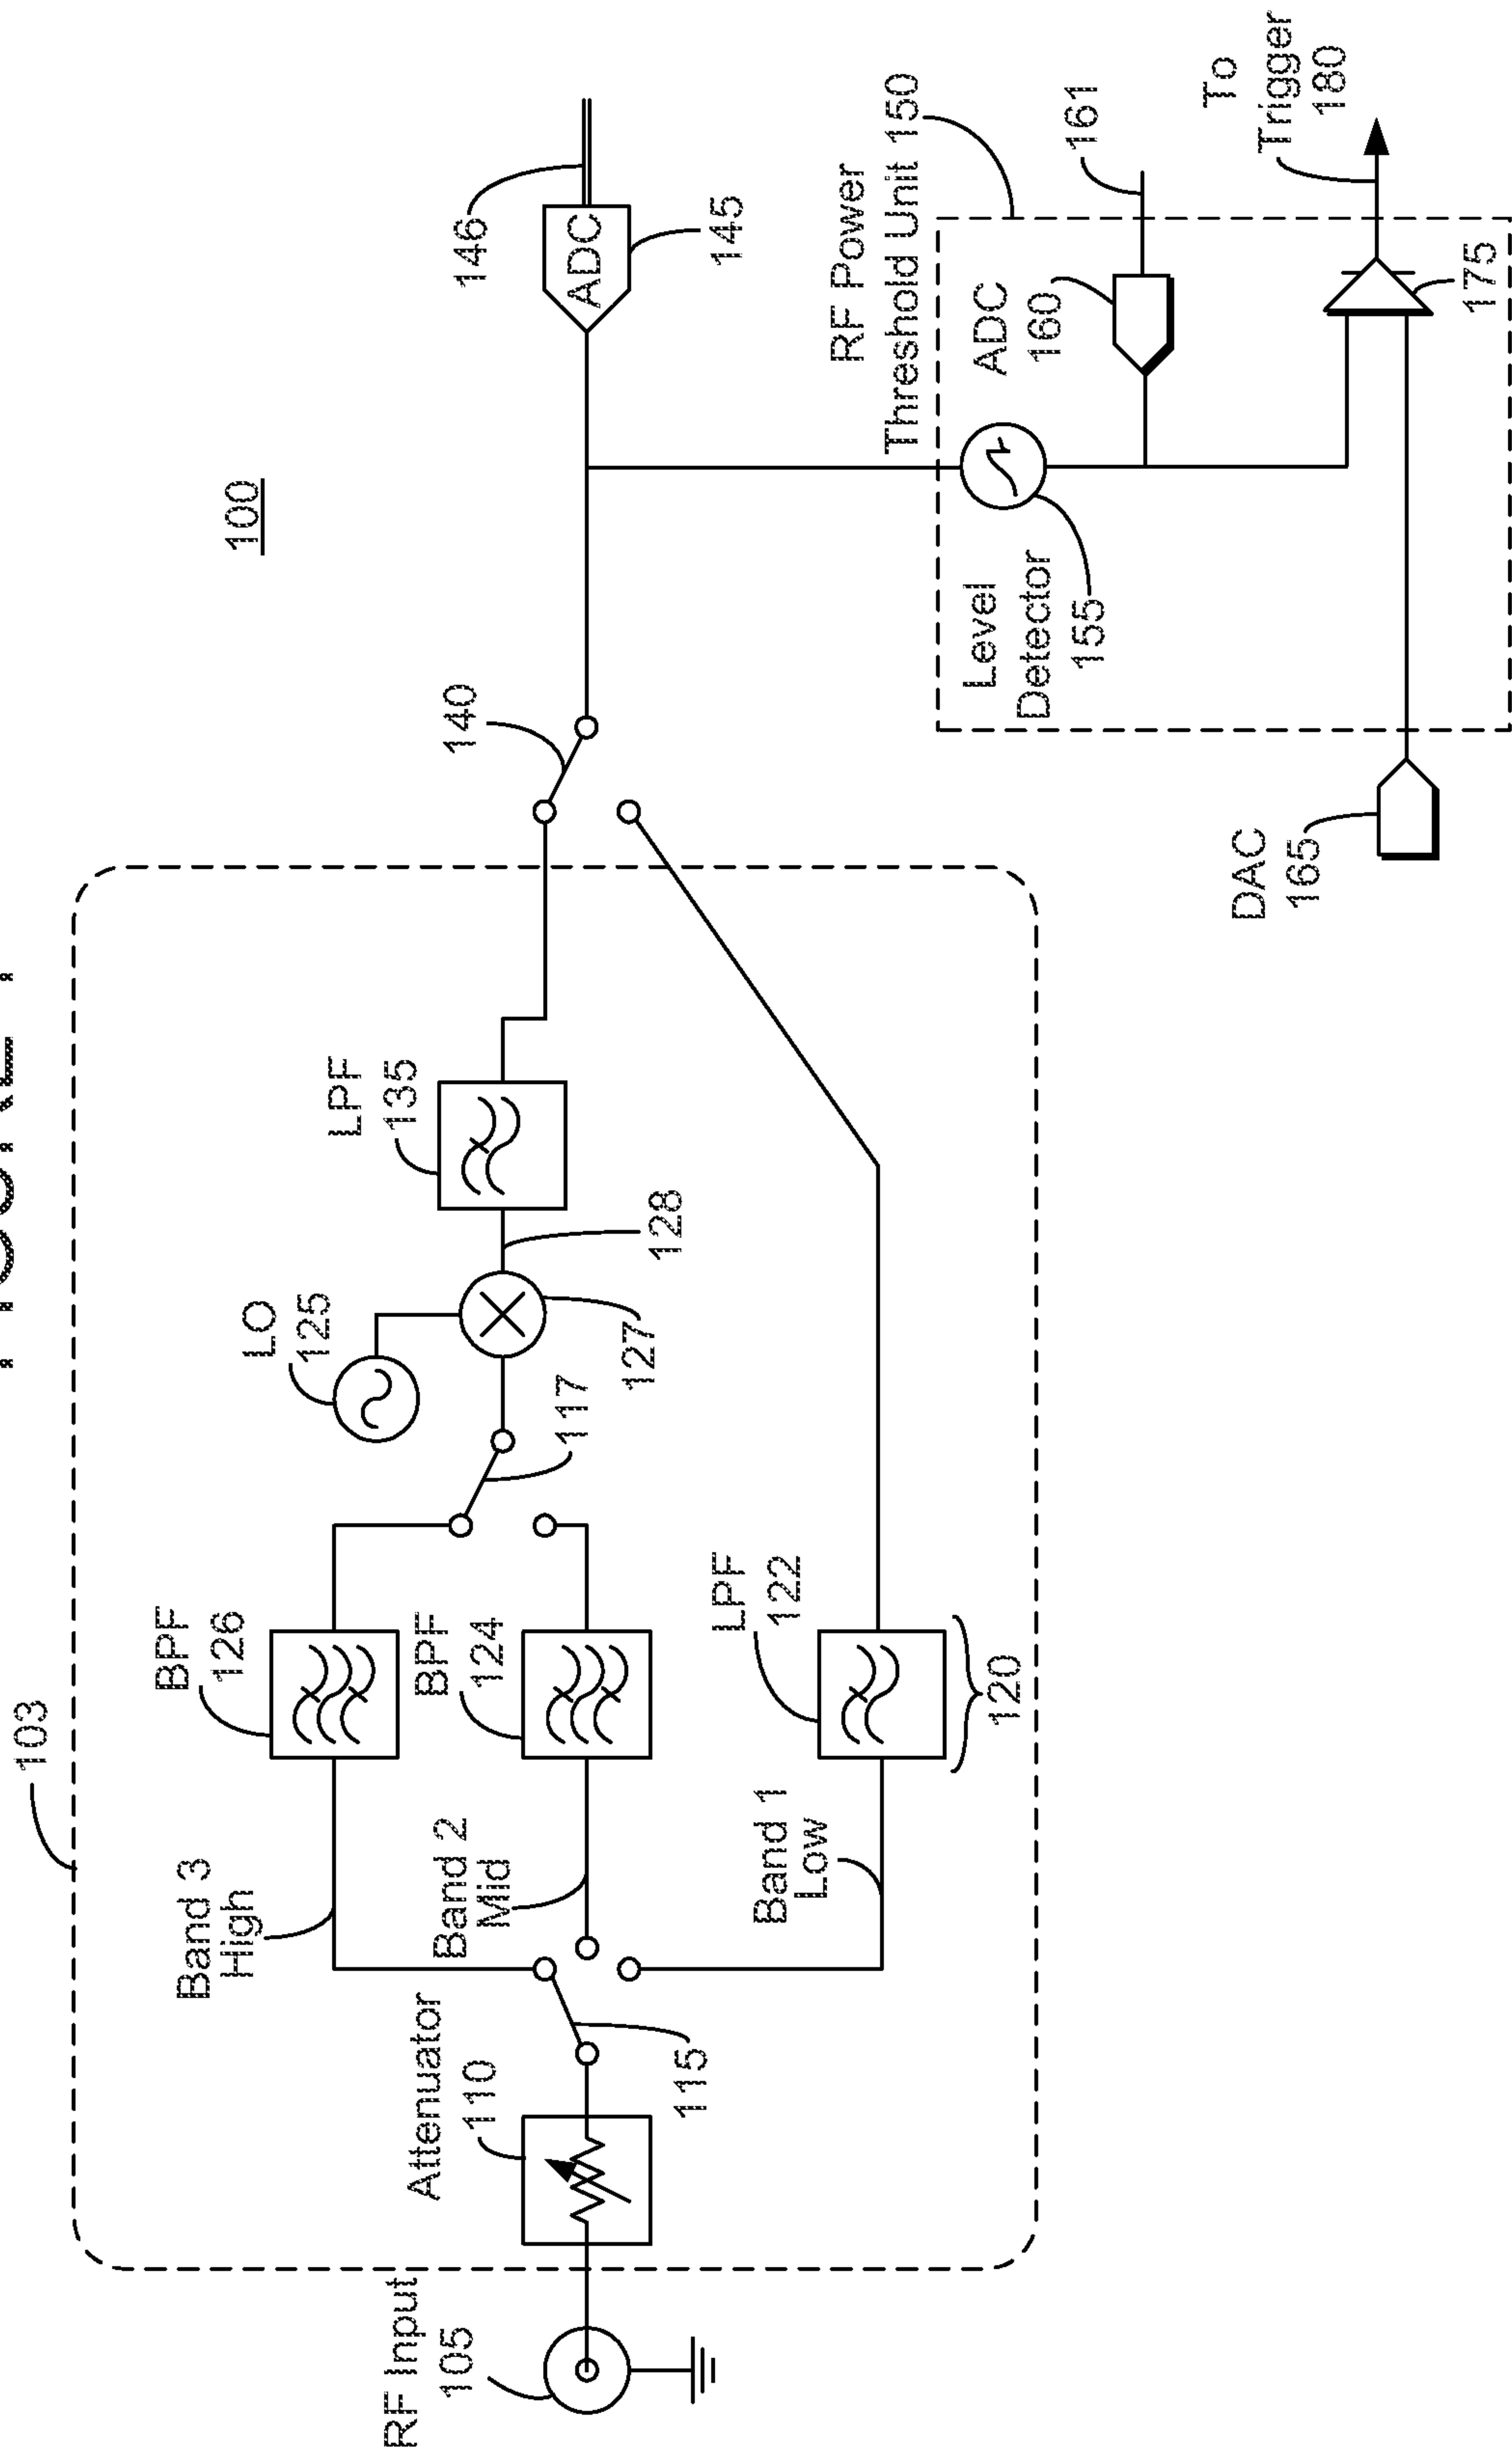 100
103
RF Input
105
Attenuator
110
115
Band 3
High
Band 2
Mid
Band 1
Low
BPF
126
BPF
124
LPF
122
120
117
LO
125
127
128
LPF
135
140
146
ADC
145
RF Power
Threshold Unit 150
Level
Detector
155
ADC
160
161
DAC
165
175
To
Trigger
180